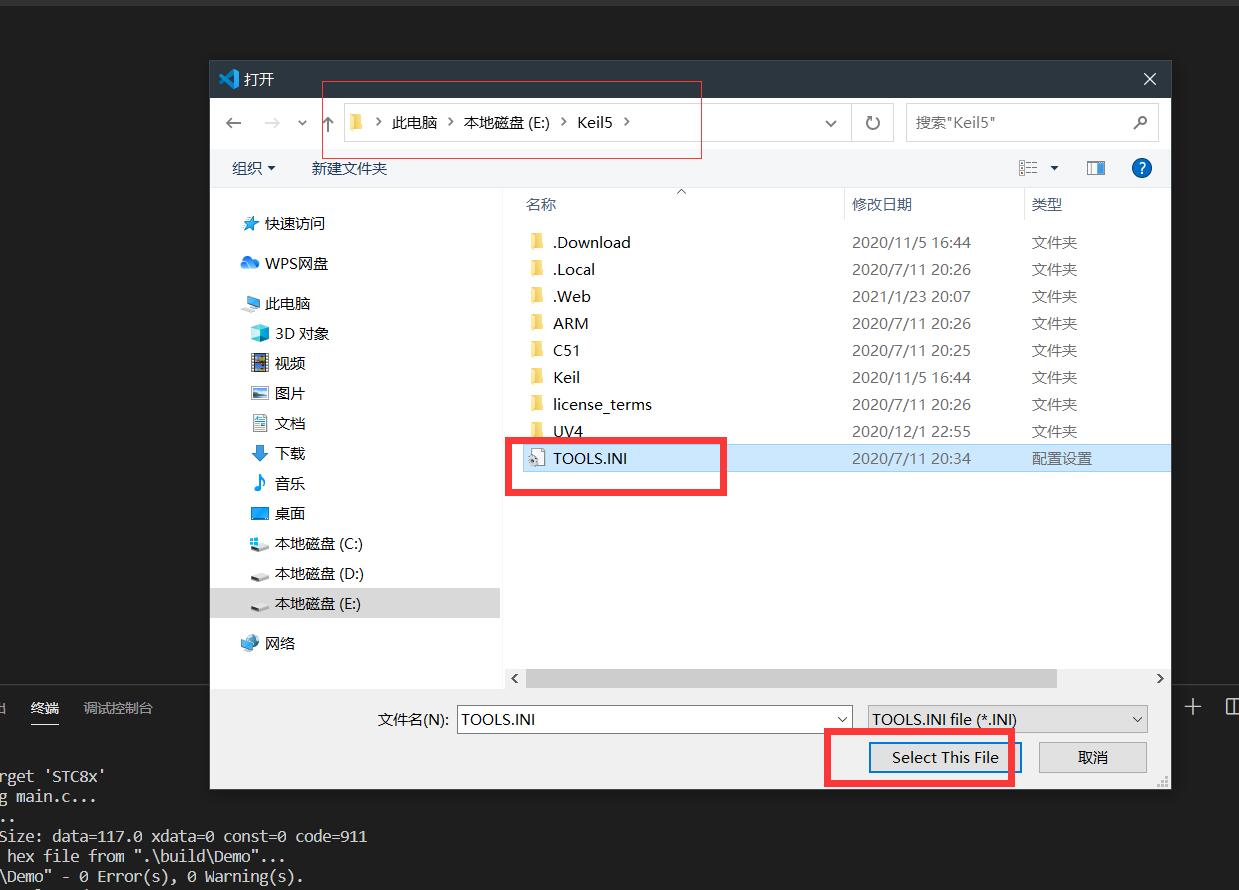 打开
此电脑 本地磁盘 (E:) Keil5
搜索"Keil5"
组织
新建文件夹
名称 修改日期 类型
快速访问
WPS网盘
此电脑
3D 对象
视频
图片
文档
下载
音乐
桌面
本地磁盘 (C:)
本地磁盘 (D:)
本地磁盘 (E:)
网络
.Download 2020/11/5 16:44 文件夹
.Local 2020/7/11 20:26 文件夹
.Web 2021/1/23 20:07 文件夹
ARM 2020/7/11 20:26 文件夹
C51 2020/7/11 20:25 文件夹
Keil 2020/11/5 16:44 文件夹
license_terms 2020/7/11 20:26 文件夹
UV4 2020/12/1 22:55 文件夹
TOOLS.INI 2020/7/11 20:34 配置设置
文件名(N): TOOLS.INI TOOLS.INI file (*.INI)
Select This File 取消
终端 调试控制台
rget 'STC8x'
g main.c...
..
Size: data=117.0 xdata=0 const=0 code=911
hex file from ".\build\Demo"...
\Demo" - 0 Error(s), 0 Warning(s).